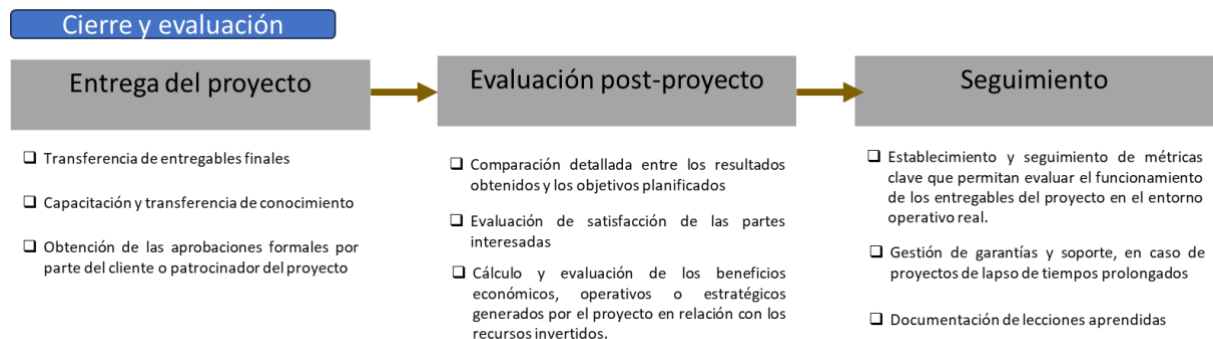 Cierre y evaluación
Entrega del proyecto
Transferencia de entregables finales
Capacitación y transferencia de conocimiento
Obtención de las aprobaciones formales por
parte del cliente o patrocinador del proyecto
Evaluación post-proyecto
Comparación detallada entre los resultados
obtenidos y los objetivos planificados
Evaluación de satisfacción de las partes
interesadas
Cálculo y evaluación de los beneficios
económicos, operativos o estratégicos
generados por el proyecto en relación con los
recursos invertidos.
Seguimiento
Establecimiento y seguimiento de métricas
clave que permitan evaluar el funcionamiento
de los entregables del proyecto en el entorno
operativo real.
Gestión de garantías y soporte, en caso de
proyectos de lapso de tiempos prolongados
Documentación de lecciones aprendidas